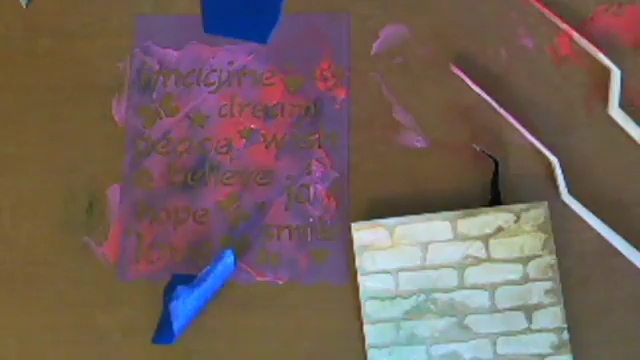 imagine
dream
peace wish
believe
joy
hope
smile
love